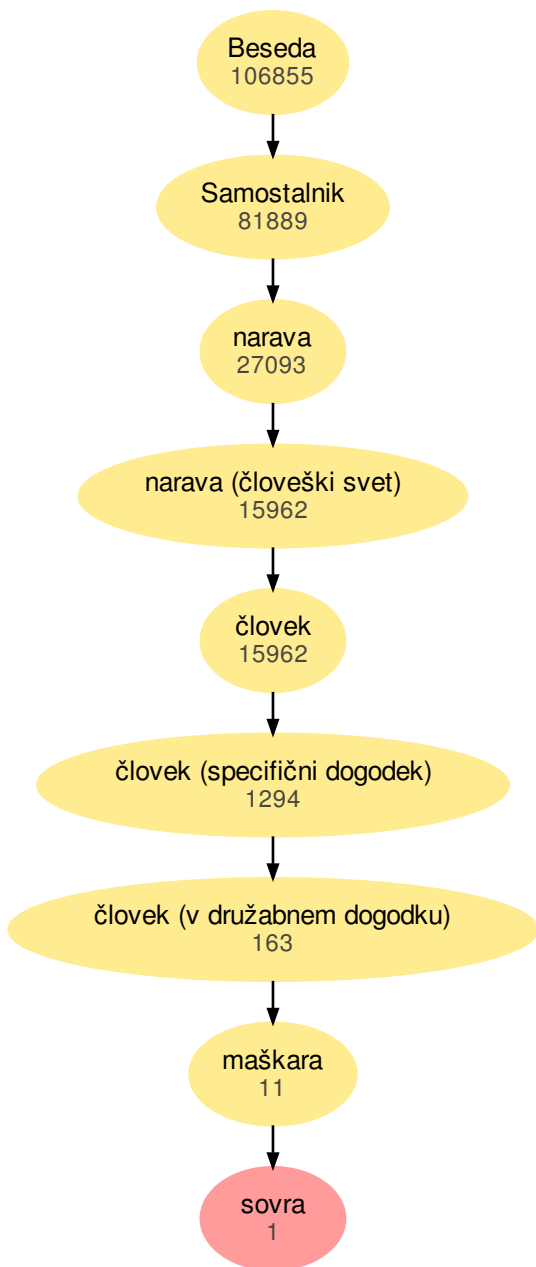 Beseda
106855
Samostalnik
81889
narava
27093
narava (človeški svet)
15962
človek
15962
človek (specifični dogodek)
1294
človek (v družabnem dogodku)
163
maškara
11
sovra
1